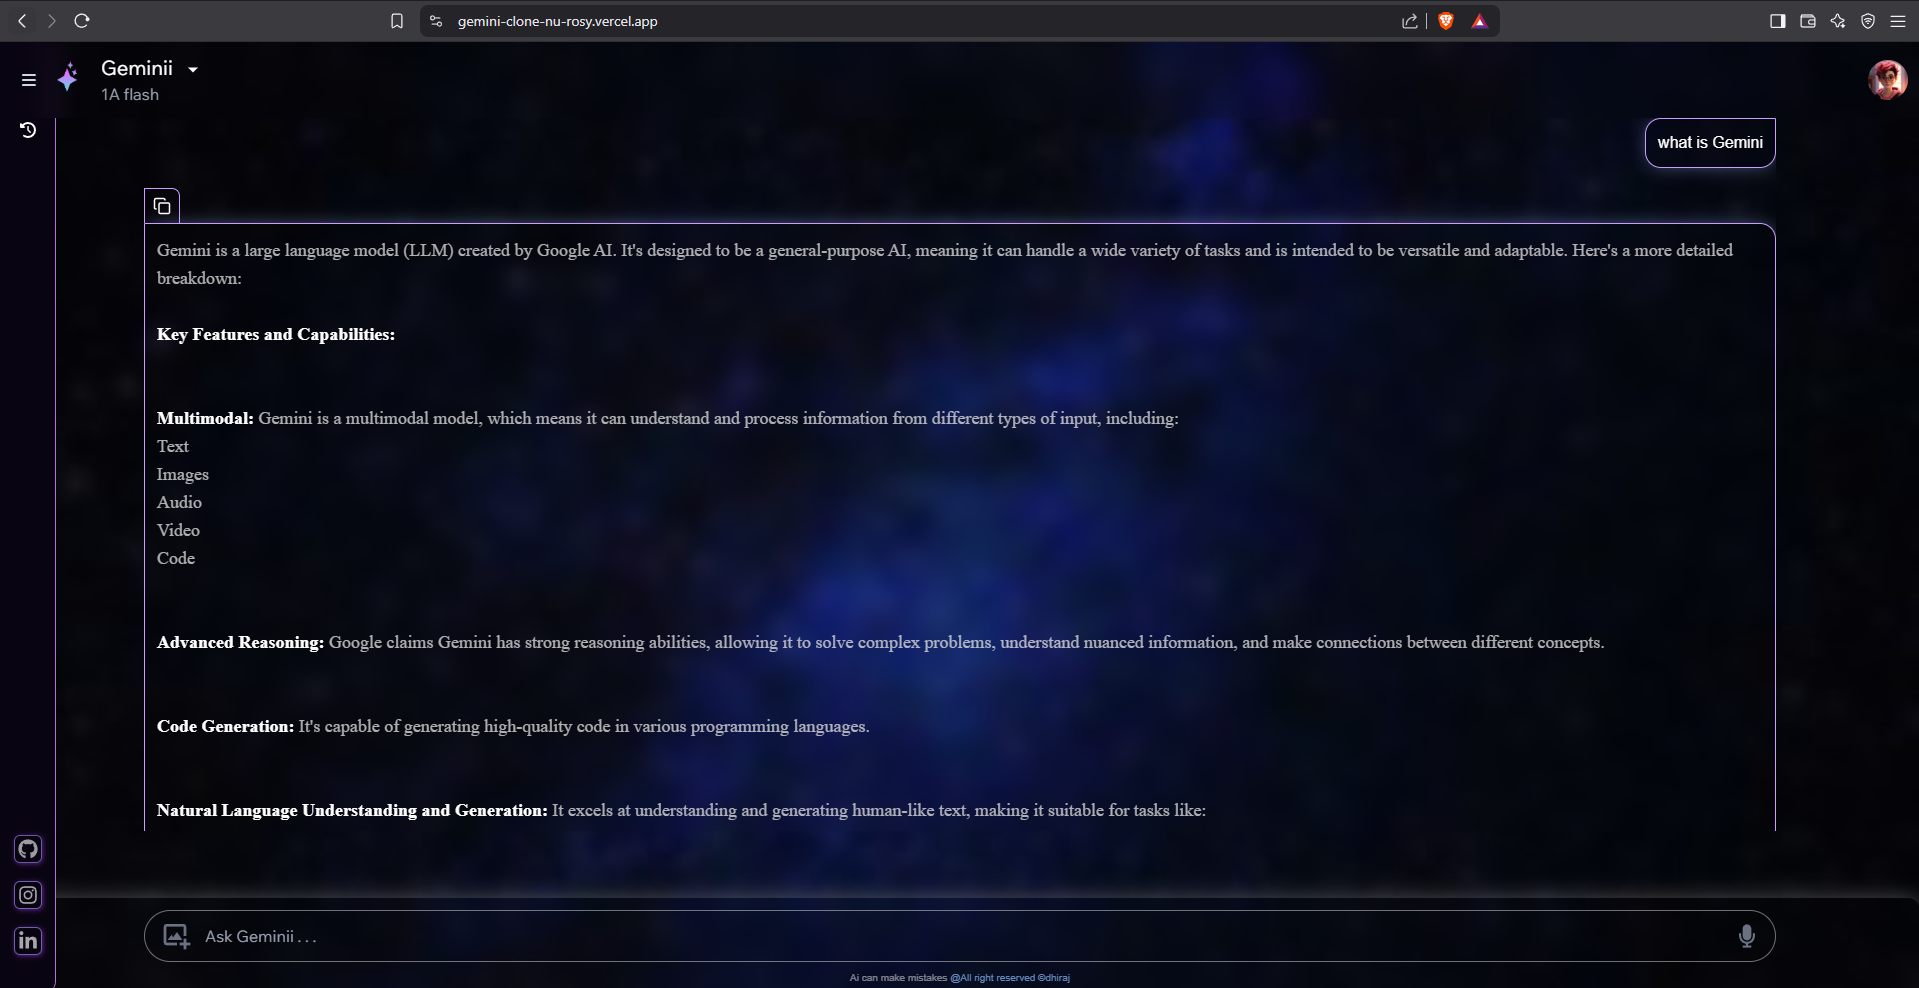 gemini-clone-nu-rosy.vercel.app
Geminii
1A flash
what is Gemini
Gemini is a large language model (LLM) created by Google AI. It's designed to be a general-purpose AI, meaning it can handle a wide variety of tasks and is intended to be versatile and adaptable. Here's a more detailed
breakdown:
Key Features and Capabilities:
Multimodal: Gemini is a multimodal model, which means it can understand and process information from different types of input, including:
Text
Images
Audio
Video
Code
Advanced Reasoning: Google claims Gemini has strong reasoning abilities, allowing it to solve complex problems, understand nuanced information, and make connections between different concepts.
Code Generation: It's capable of generating high-quality code in various programming languages.
Natural Language Understanding and Generation: It excels at understanding and generating human-like text, making it suitable for tasks like:
in
Ask Geminii . . .
Ai can make mistakes @All right reserved ©dhiraj